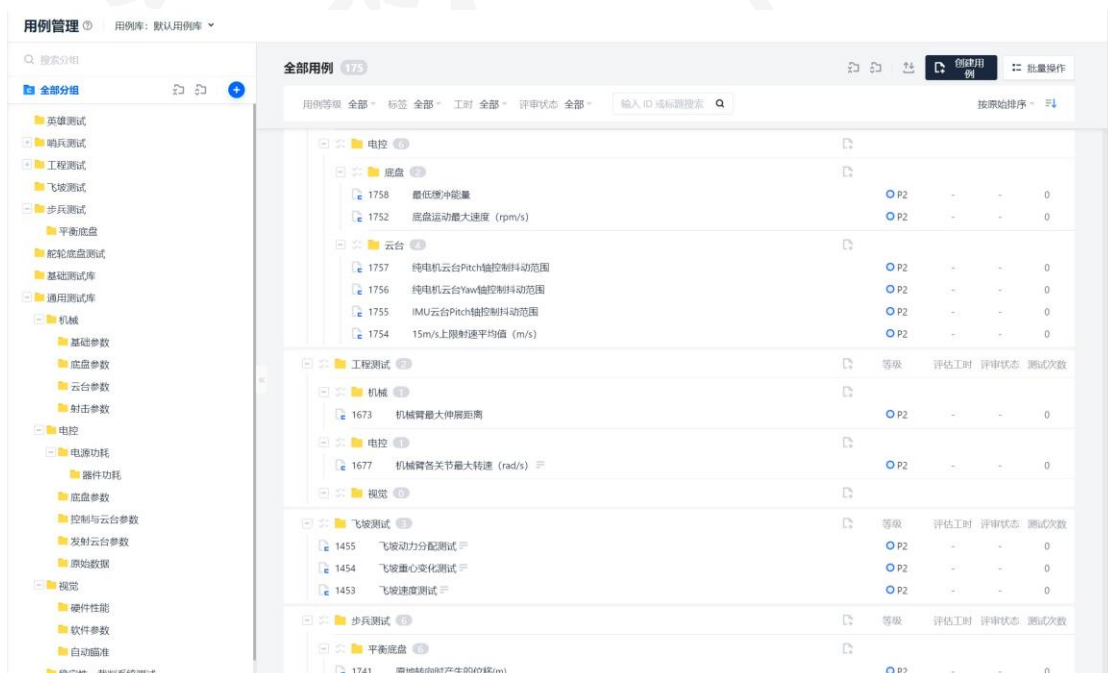 用例管理 用例库：默认用例库
搜索分组
全部分组
英雄测试
哨兵测试
工程测试
飞坡测试
步兵测试
平衡底盘
舵轮底盘测试
基础测试库
通用测试库
机械
基础参数
底盘参数
云台参数
射击参数
电控
电源功耗
器件功耗
底盘参数
控制与云台参数
发射云台参数
原始数据
视觉
硬件性能
软件参数
自动瞄准
全部用例 175 创建用例 批量操作
用例等级 全部 标签 全部 工时 全部 评审状态 全部 输入 ID 或标题搜索 按原始排序
电控 6
底盘 2
1758 最低缓冲能量 P2 - - 0
1752 底盘运动最大速度（rpm/s） P2 - - 0
云台 4
1757 纯电机云台Pitch轴控制抖动范围 P2 - - 0
1756 纯电机云台Yaw轴控制抖动范围 P2 - - 0
1755 IMU云台Pitch轴控制抖动范围 P2 - - 0
1754 15m/s上限射速平均值（m/s） P2 - - 0
工程测试 2 等级 评估工时 评审状态 测试次数
机械 1
1673 机械臂最大伸展距离 P2 - - 0
电控 1
1677 机械臂各关节最大转速（rad/s） P2 - - 0
视觉 0
飞坡测试 3 等级 评估工时 评审状态 测试次数
1455 飞坡动力分配测试 P2 - - 0
1454 飞坡重心变化测试 P2 - - 0
1453 飞坡速度测试 P2 - - 0
步兵测试 6 等级 评估工时 评审状态 测试次数
平衡底盘 6
1741 原地转向时产生的位移(m) P2 - - 0